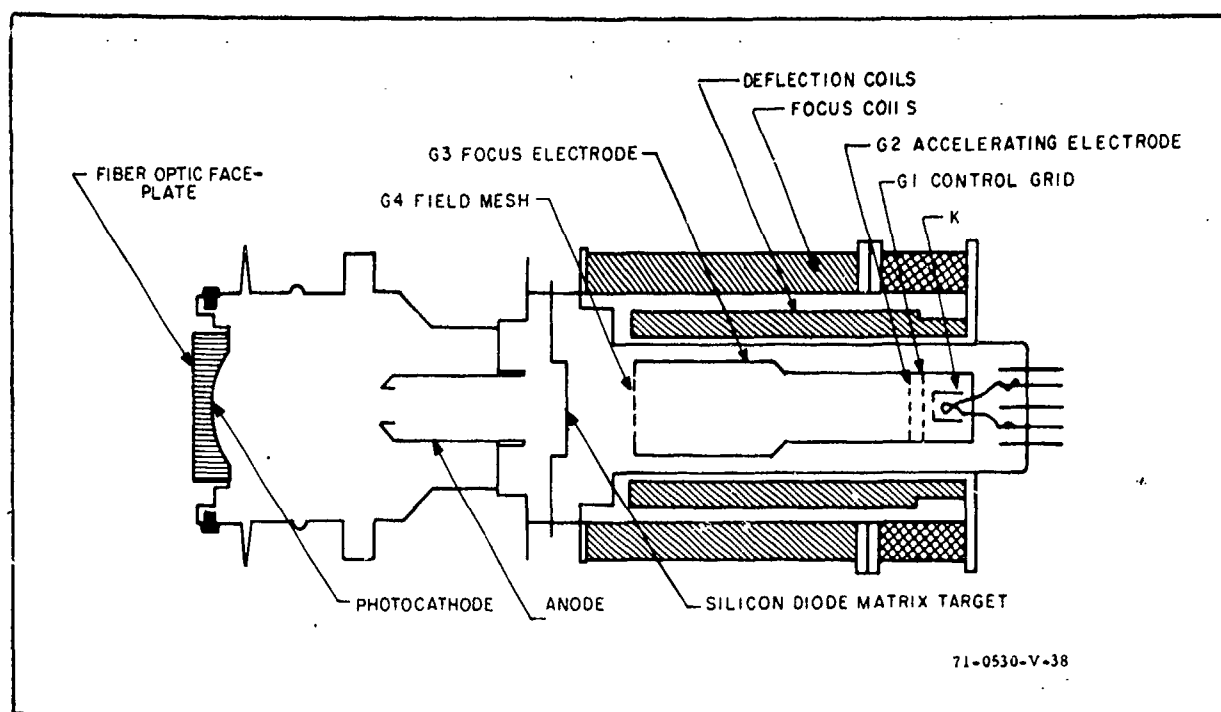 DEFLECTION COILS
FOCUS COILS
G2 ACCELERATING ELECTRODE
G3 FOCUS ELECTRODE
G1 CONTROL GRID
FIBER OPTIC FACE-
PLATE
G4 FIELD MESH
K
PHOTOCATHODE
ANODE
SILICON DIODE MATRIX TARGET
71-0530-V-38